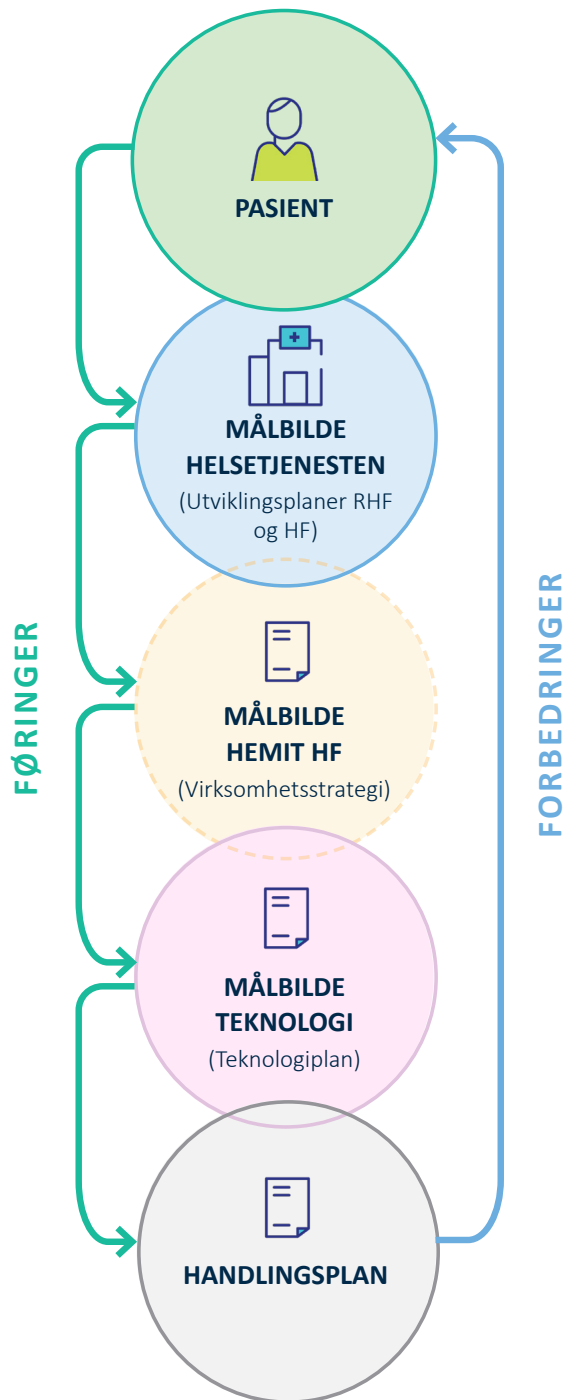 PASIENT
MÅLBILDE
HELSETJENESTEN
(Utviklingsplaner RHF
og HF)
MÅLBILDE
HEMIT HF
(Virksomhetsstrategi)
MÅLBILDE
TEKNOLOGI
(Teknologiplan)
HANDLINGSPLAN
FØRINGER
FORBEDRINGER